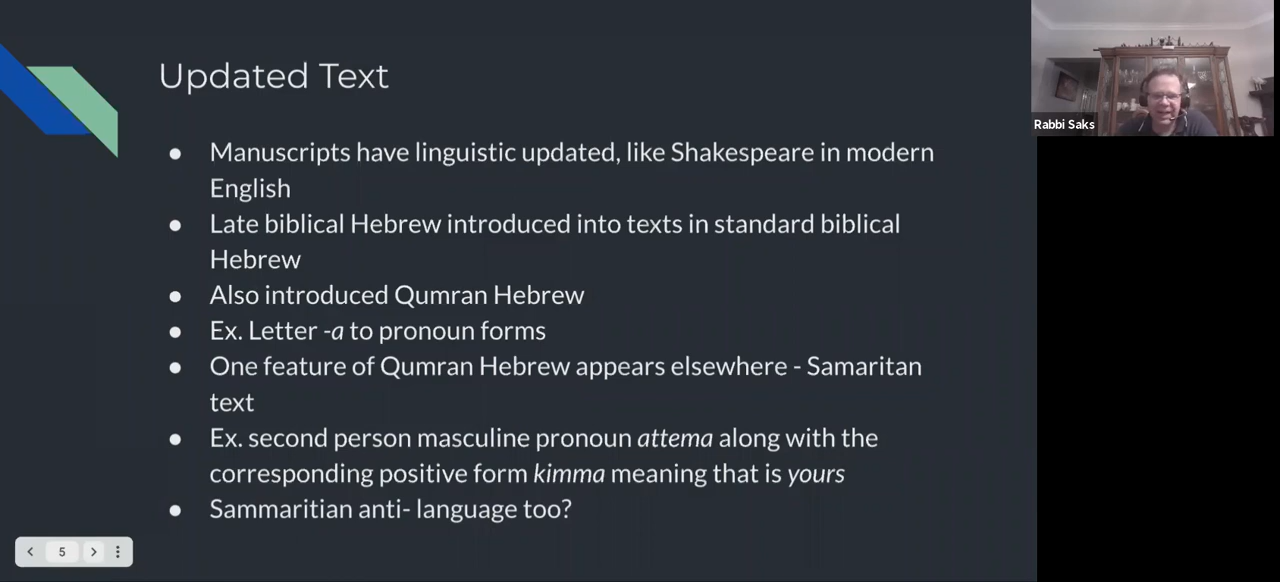 Updated Text
Rabbi Saks
● Manuscripts have linguistic updated, like Shakespeare in modern
English
● Late biblical Hebrew introduced into texts in standard biblical
Hebrew
● Also introduced Qumran Hebrew
● Ex. Letter -a to pronoun forms
● One feature of Qumran Hebrew appears elsewhere - Samaritan
text
● Ex. second person masculine pronoun attema along with the
corresponding positive form kimma meaning that is yours
● Sammaritian anti- language too?
5